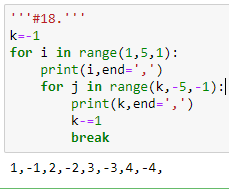 '''#18.'''
k=-1
for i in range(1,5,1):
    print(i,end=',')
    for j in range(k,-5,-1):
        print(k,end=',')
        k-=1
        break
1,-1,2,-2,3,-3,4,-4,